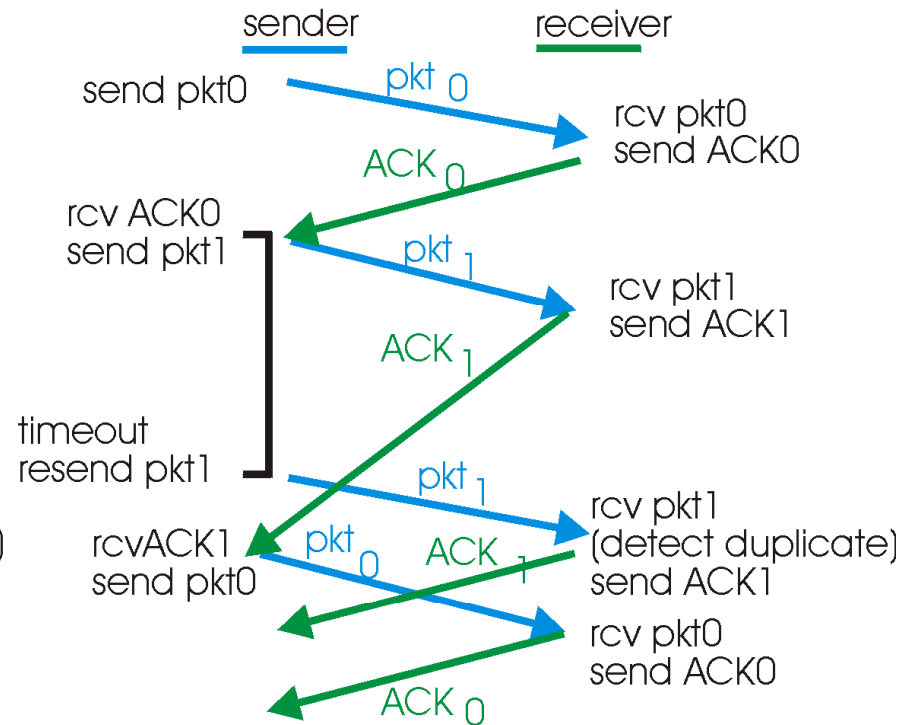 sender
receiver
send pkt0
pkt 0
rcv pkt0
send ACK0
ACK 0
rcv ACK0
send pkt1
pkt 1
rcv pkt1
send ACK1
ACK 1
timeout
resend pkt1
pkt 1
rcv pkt1
(detect duplicate)
send ACK1
)
rcvACK1
send pkt0
pkt 0
ACK 1
rcv pkt0
send ACK0
ACK 0